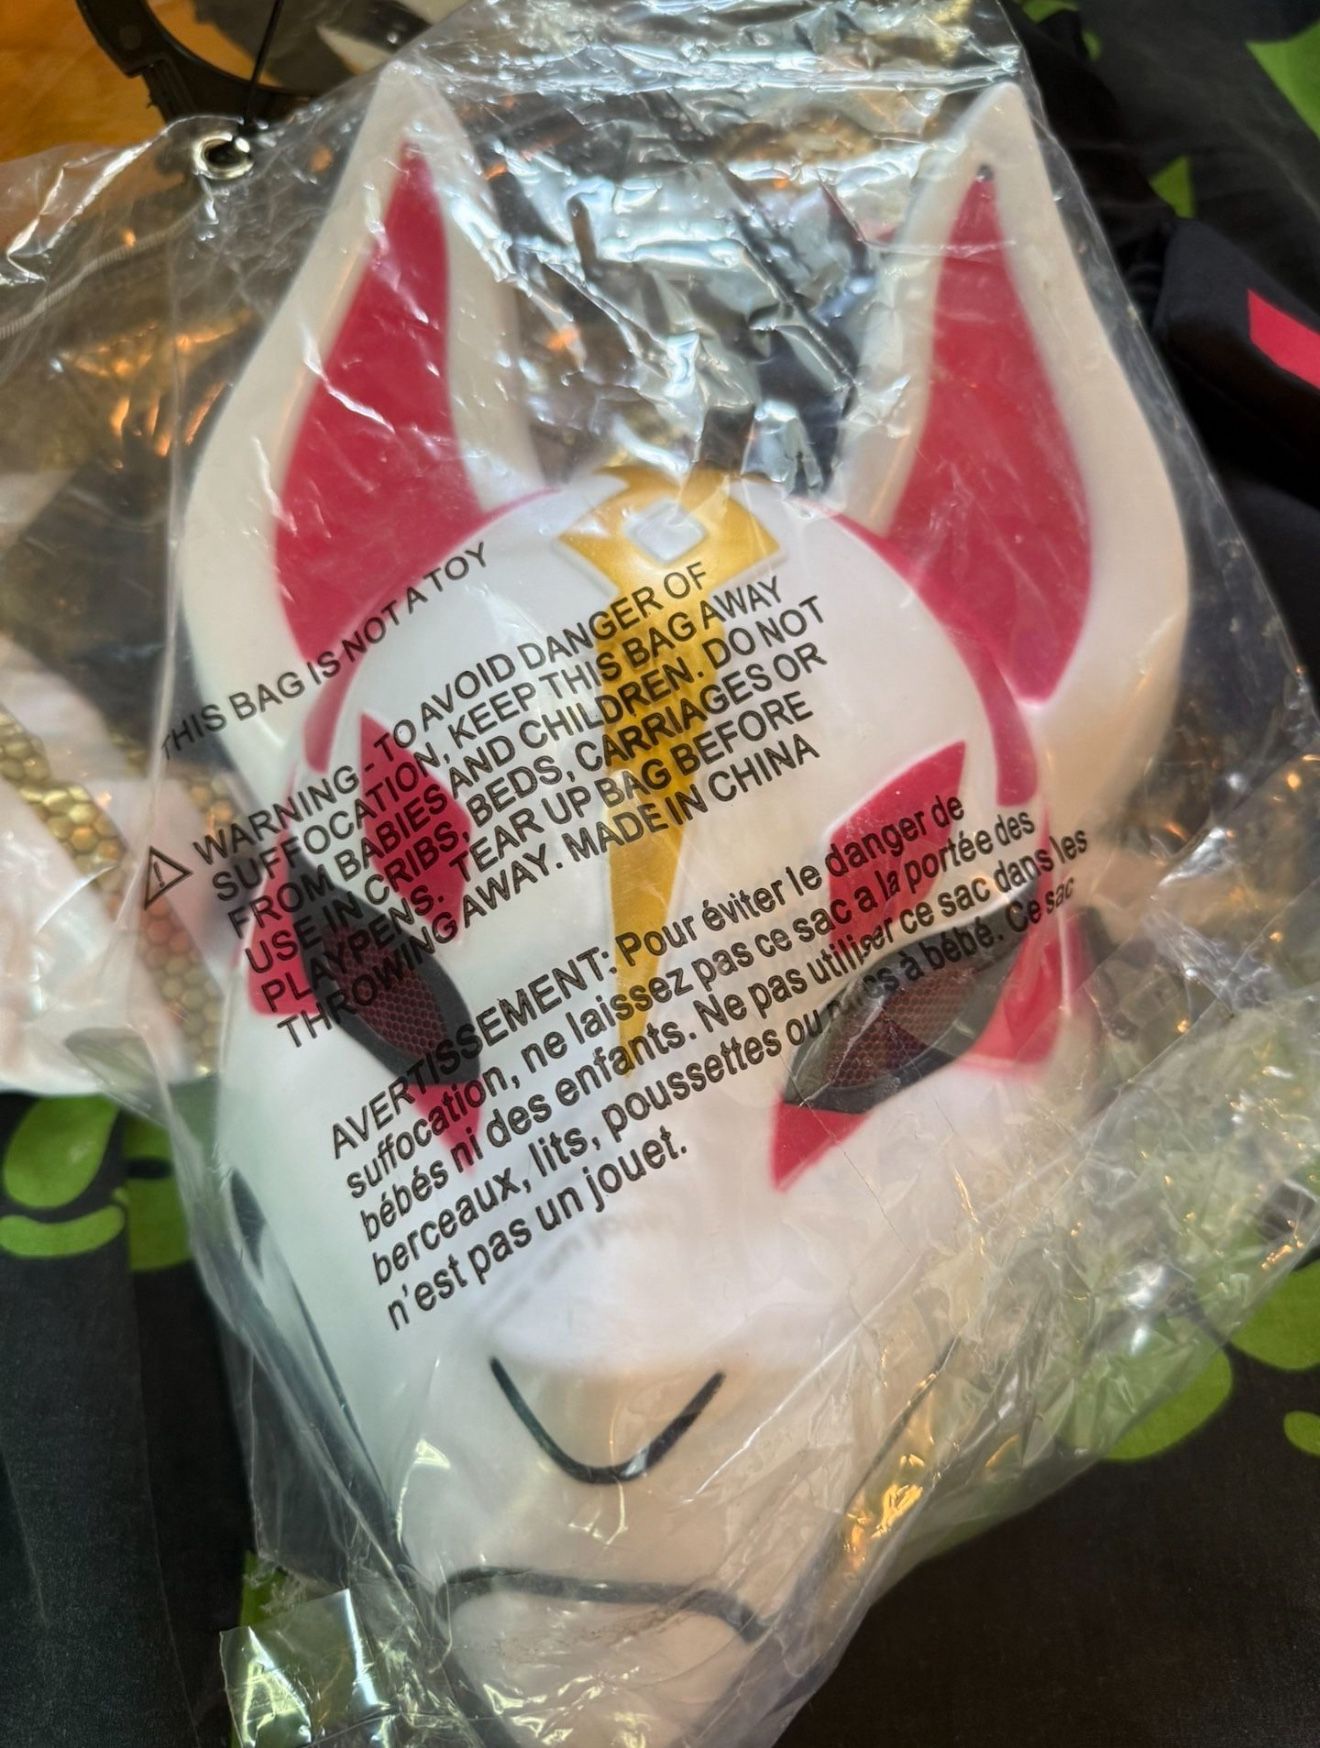 THIS BAG IS NOT A TOY
WARNING - TO AVOID DANGER OF
SUFFOCATION, KEEP THIS BAG AWAY
FROM BABIES AND CHILDREN. DO NOT
USE IN CRIBS, BEDS, CARRIAGES OR
PLAYPENS. TEAR UP BAG BEFORE
THROWING AWAY. MADE IN CHINA
AVERTISSEMENT: Pour éviter le danger de
suffocation, ne laissez pas ce sac a la portée des
bébés ni des enfants. Ne pas utiliser ce sac dans les
berceaux, lits, poussettes ou à bébé. Ce sac
n'est pas un jouet.